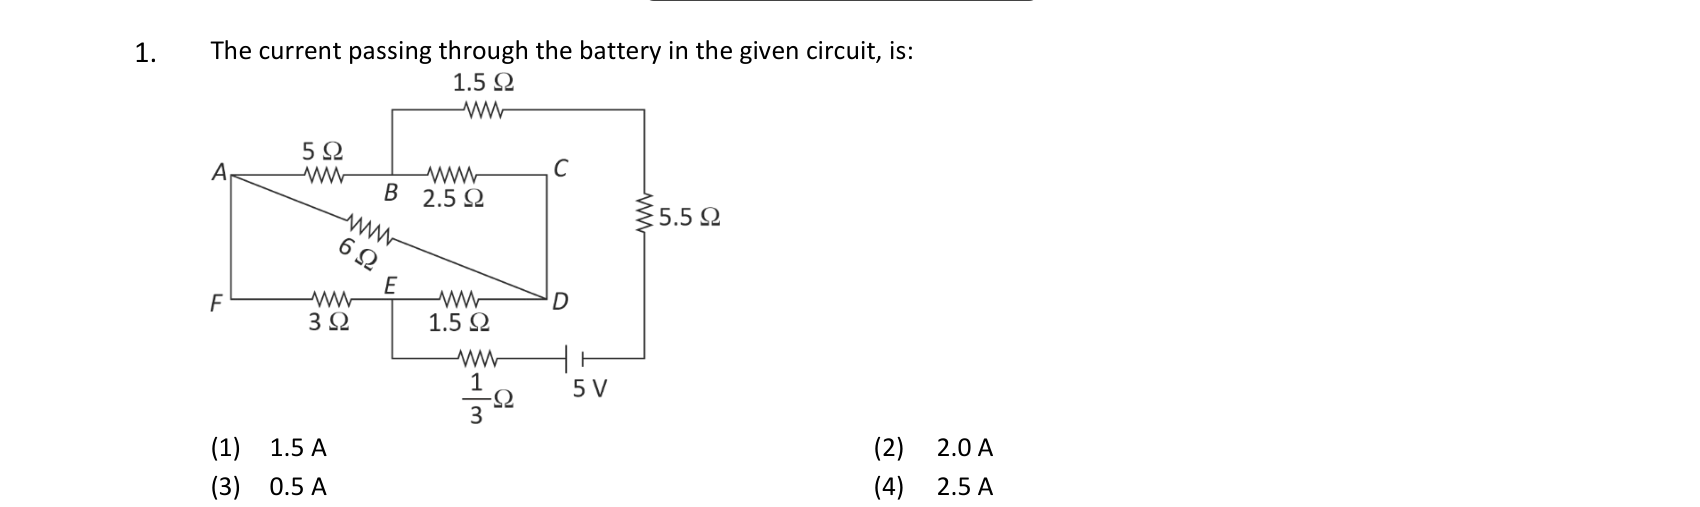 1. The current passing through the battery in the given circuit, is:
1.5 Ω
5 Ω
A
C
B 2.5 Ω
5.5 Ω
6 Ω
E
F
D
3 Ω 1.5 Ω
5 V
1/3 Ω
(1) 1.5 A (2) 2.0 A
(3) 0.5 A (4) 2.5 A